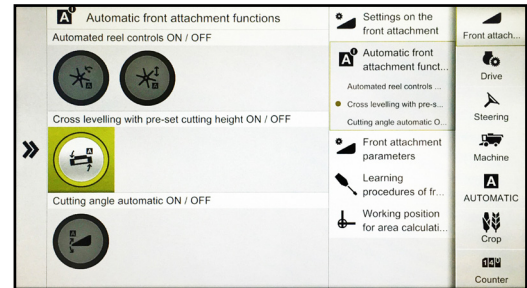 Automatic front attachment functions
Automated reel controls ON / OFF
Cross levelling with pre-set cutting height ON / OFF
Cutting angle automatic ON / OFF
Settings on the
front attachment
Automatic front
attachment funct...
Automated reel controls ...
Cross levelling with pre-s...
Cutting angle automatic O...
Front attachment
parameters
Learning
procedures of fr...
Working position
for area calculati...
Front attach...
Drive
Steering
Machine
A
AUTOMATIC
Crop
Counter